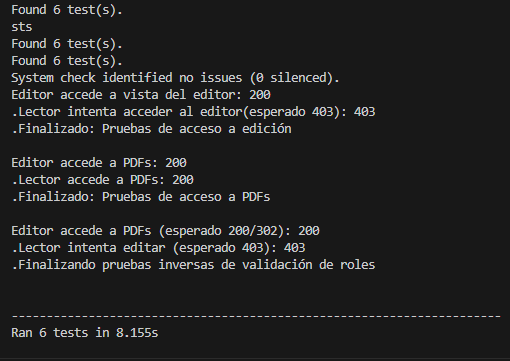 Found 6 test(s).
sts
Found 6 test(s).
Found 6 test(s).
System check identified no issues (0 silenced).
Editor accede a vista del editor: 200
.Lector intenta acceder al editor(esperado 403): 403
.Finalizado: Pruebas de acceso a edición
Editor accede a PDFs: 200
.Lector accede a PDFs: 200
.Finalizado: Pruebas de acceso a PDFs
Editor accede a PDFs (esperado 200/302): 200
.Lector intenta editar (esperado 403): 403
.Finalizando pruebas inversas de validación de roles
----------------------------------------------------------------------
Ran 6 tests in 8.155s